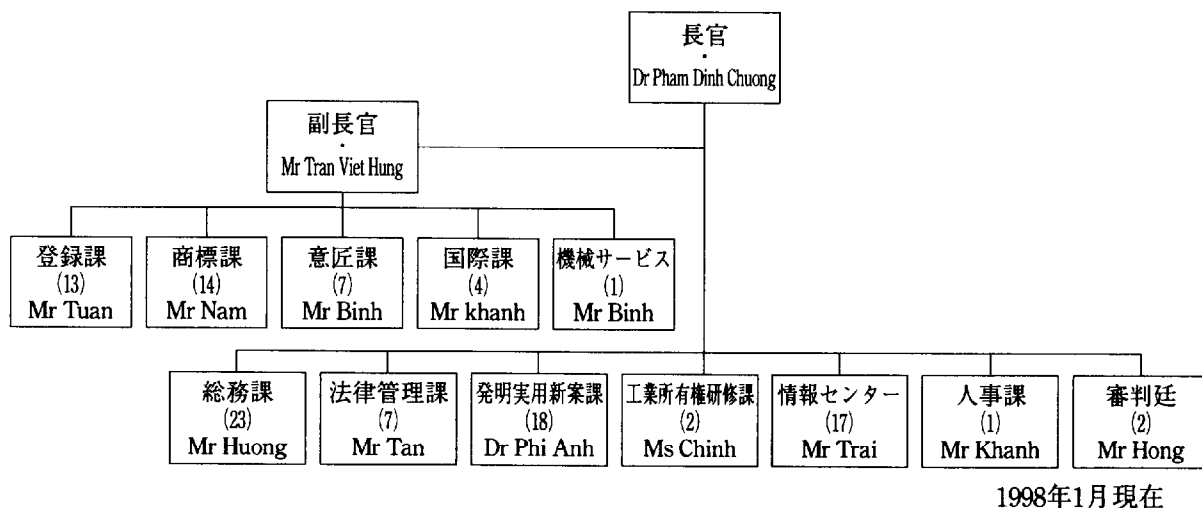 長官
・
Dr Pham Dinh Chuong
副長官
・
Mr Tran Viet Hung
登録課
(13)
Mr Tuan
商標課
(14)
Mr Nam
意匠課
(7)
Mr Binh
国際課
(4)
Mr khanh
機械サービス
(1)
Mr Binh
総務課
(23)
Mr Huong
法律管理課
(7)
Mr Tan
発明実用新案課
(18)
Dr Phi Anh
工業所有権研修課
(2)
Ms Chinh
情報センター
(17)
Mr Trai
人事課
(1)
Mr Khanh
審判廷
(2)
Mr Hong
1998年1月現在